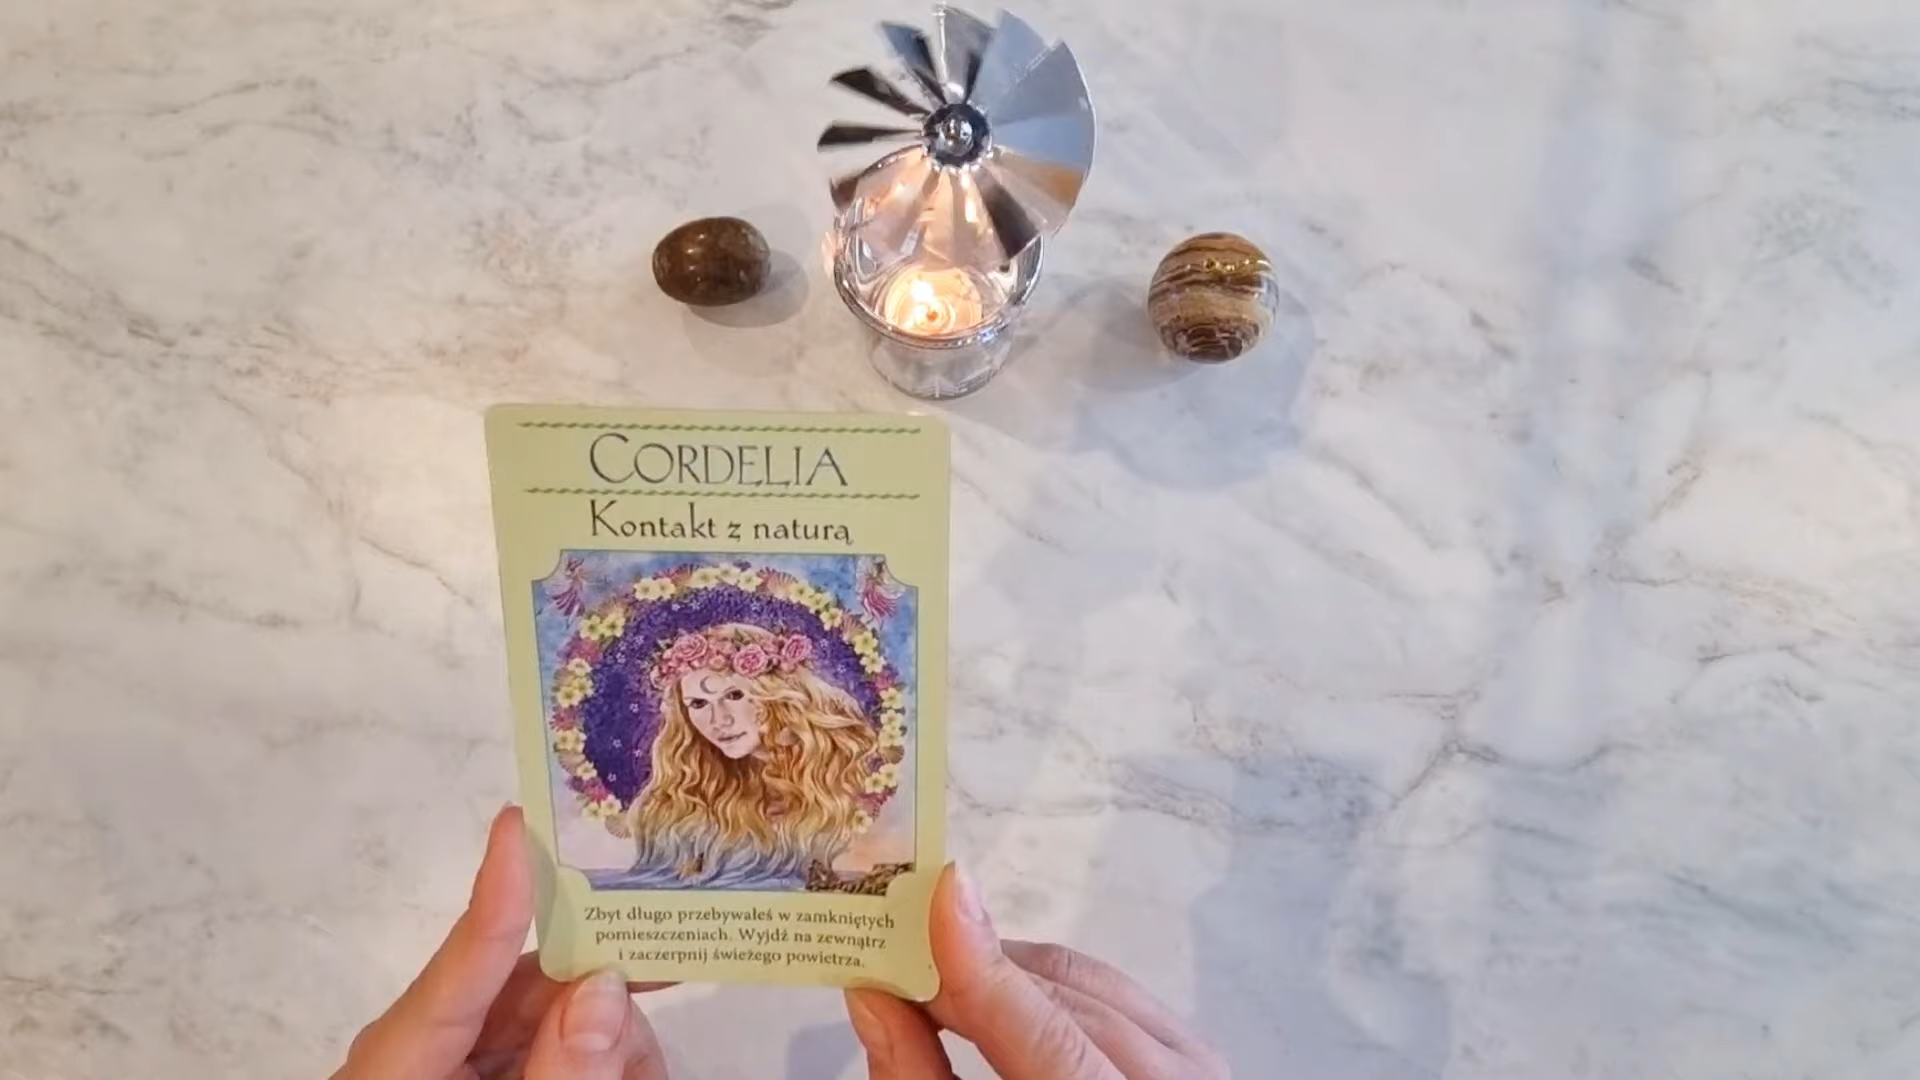 CORDELIA
Kontakt z naturą
Zbyt długo przebywałeś w zamkniętych
pomieszczeniach. Wyjdź na zewnątrz
i zaczerpnij świeżego powietrza.